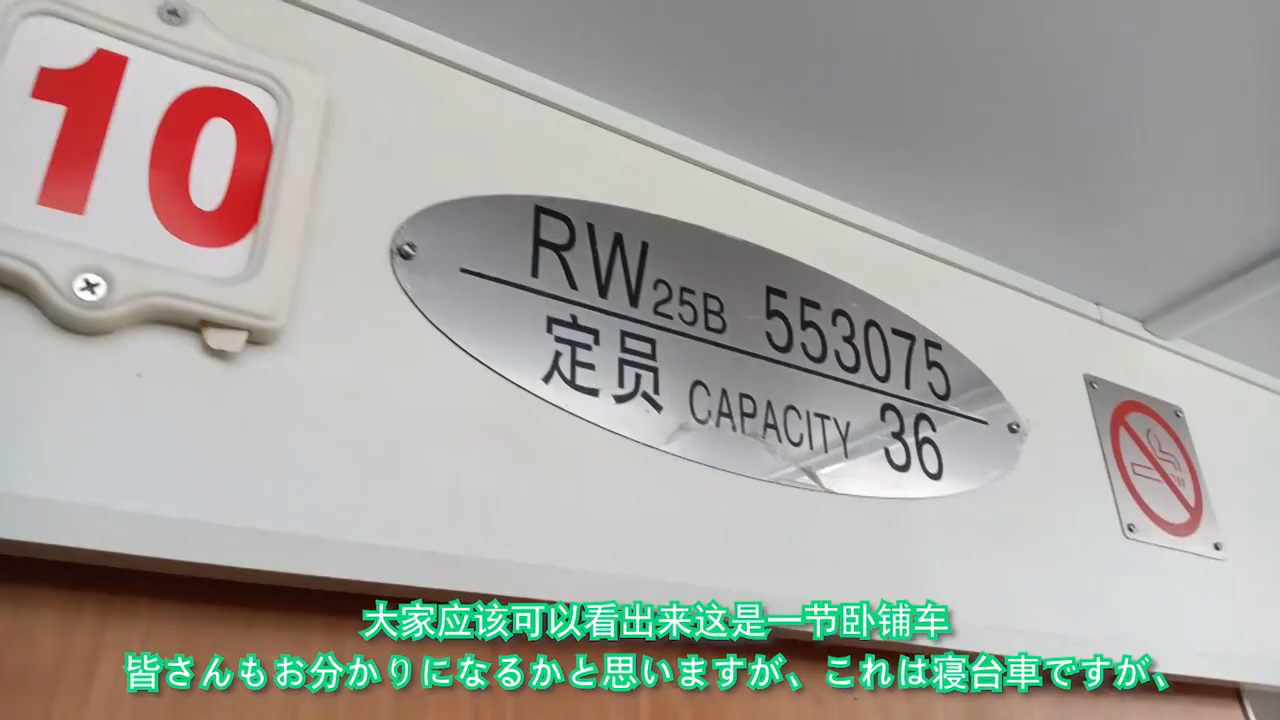 10
RW25B 553075
定员 CAPACITY 36
大家应该可以看出来这是一节卧铺车
皆さんもお分かりになるかと思いますが、これは寝台車ですが、